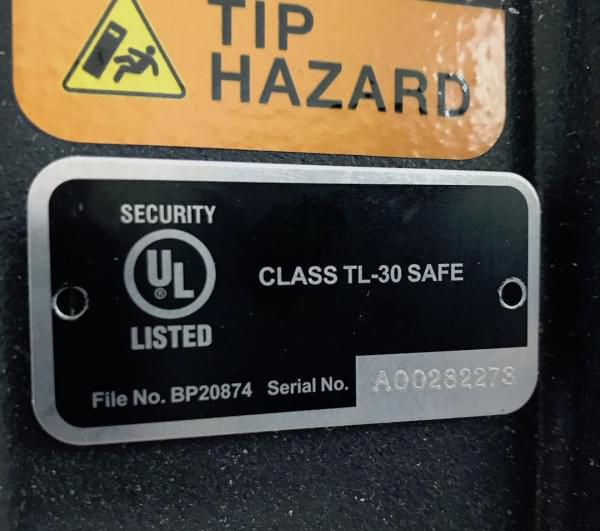 TIP
HAZARD
SECURITY
UL
®
LISTED
CLASS TL-30 SAFE
File No. BP20874 Serial No. A00282273